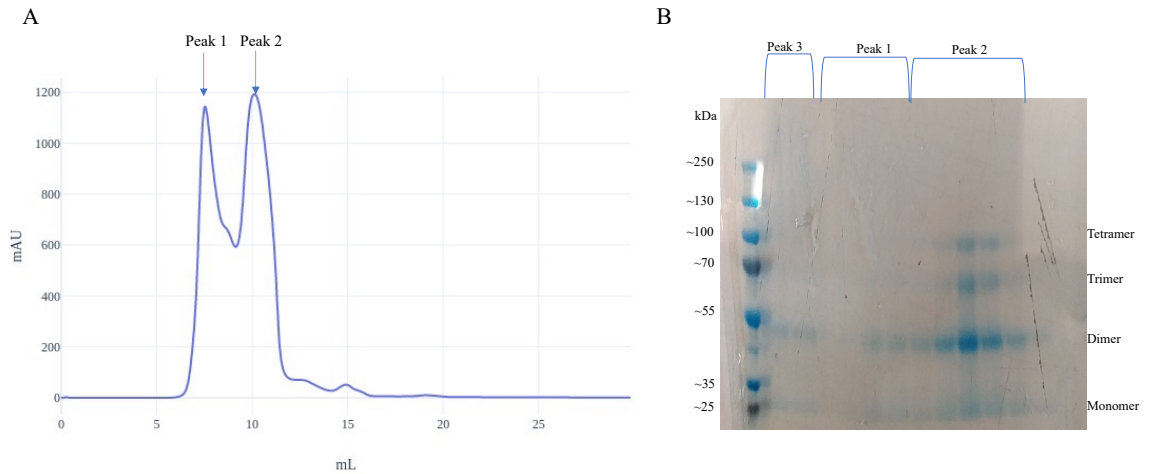 A
B
Peak 1
Peak 2
1200
1000
800
600
400
200
0
mAU
0
5
10
15
20
25
mL
Peak 3
Peak 1
Peak 2
kDa
~250
~130
~100
~70
~55
~35
~25
Tetramer
Trimer
Dimer
Monomer